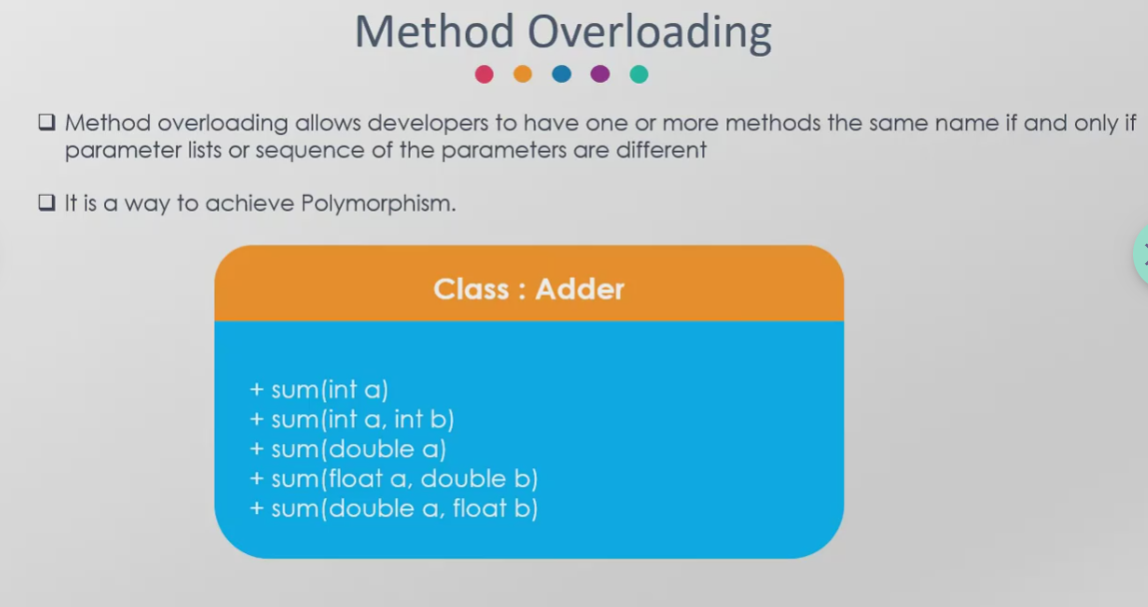 Method Overloading
Method overloading allows developers to have one or more methods the same name if and only if
parameter lists or sequence of the parameters are different
It is a way to achieve Polymorphism.
Class : Adder
+ sum(int a)
+ sum(int a, int b)
+ sum(double a)
+ sum(float a, double b)
+ sum(double a, float b)